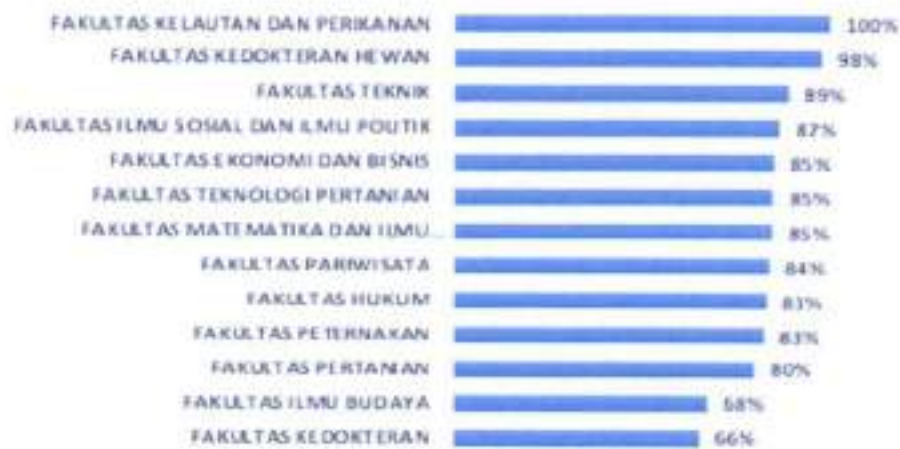 FAKULTAS KELAUTAN DAN PERIKANAN 100%
FAKULTAS KEDOKTERAN HEWAN 98%
FAKULTAS TEKNIK 89%
FAKULTAS ILMU SOSIAL DAN ILMU POLITIK 87%
FAKULTAS EKONOMI DAN BISNIS 85%
FAKULTAS TEKNOLOGI PERTANIAN 85%
FAKULTAS MATEMATIKA DAN ILMU... 85%
FAKULTAS PARIWISATA 84%
FAKULTAS HUKUM 83%
FAKULTAS PETERNAKAN 83%
FAKULTAS PERTANIAN 80%
FAKULTAS ILMU BUDAYA 68%
FAKULTAS KEDOKTERAN 66%